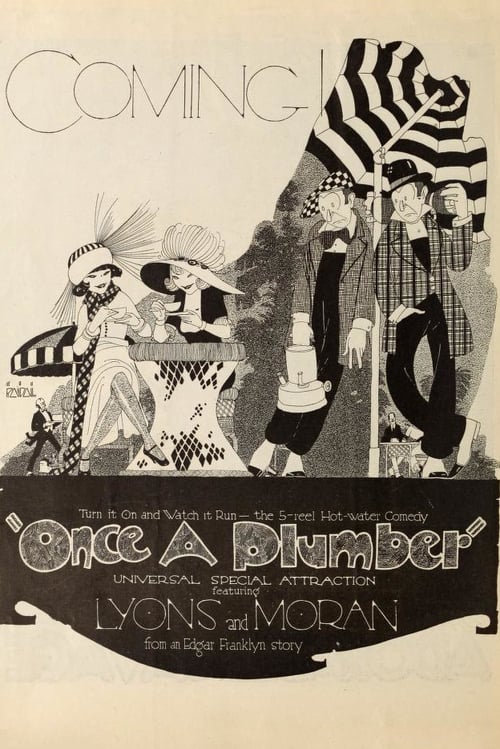 COMING!
Turn it On and Watch it Run — the 5-reel Hot-water Comedy
"Once A Plumber"
UNIVERSAL SPECIAL ATTRACTION
featuring
LYONS and MORAN
from an Edgar Franklyn story